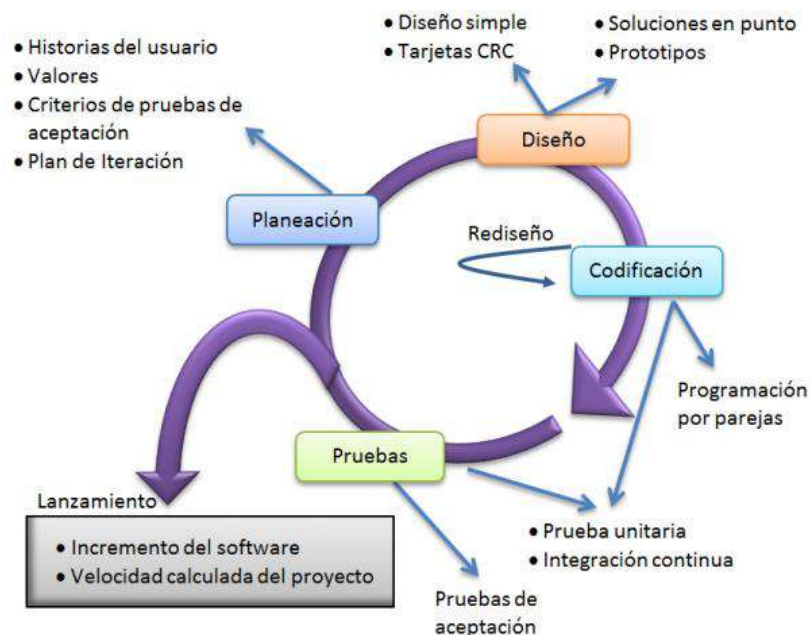 • Historias del usuario
• Valores
• Criterios de pruebas de
aceptación
• Plan de Iteración
• Diseño simple
• Tarjetas CRC
• Soluciones en punto
• Prototipos
Diseño
Planeación
Rediseño
Codificación
Programación
por parejas
Pruebas
Lanzamiento
• Incremento del software
• Velocidad calculada del proyecto
• Prueba unitaria
• Integración continua
Pruebas de
aceptación